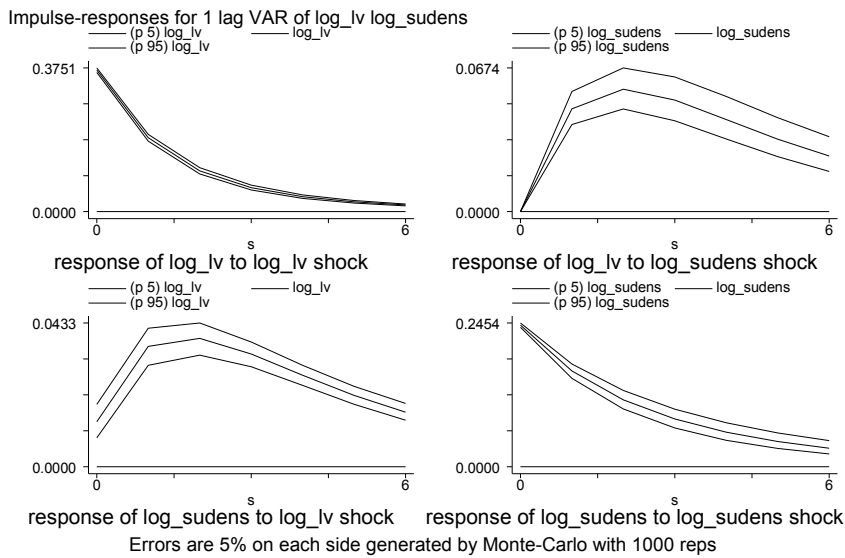 Impulse-responses for 1 lag VAR of log_lv log_sudens
(p 5) log_lv log_lv
(p 95) log_lv
0.3751
0.0000
0 6
s
response of log_lv to log_lv shock
(p 5) log_sudens log_sudens
(p 95) log_sudens
0.0674
0.0000
0 6
s
response of log_lv to log_sudens shock
(p 5) log_lv log_lv
(p 95) log_lv
0.0433
0.0000
0 6
s
response of log_sudens to log_lv shock
(p 5) log_sudens log_sudens
(p 95) log_sudens
0.2454
0.0000
0 6
s
response of log_sudens to log_sudens shock
Errors are 5% on each side generated by Monte-Carlo with 1000 reps